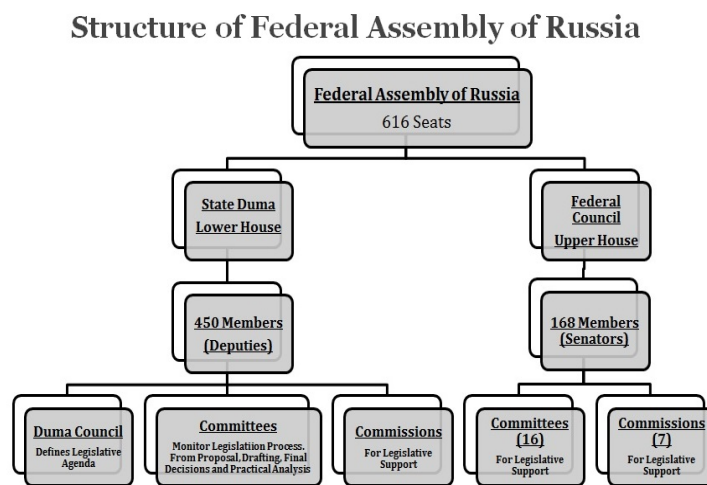 Structure of Federal Assembly of Russia
Federal Assembly of Russia
616 Seats
State Duma
Lower House
Federal
Council
Upper House
450 Members
(Deputies)
168 Members
(Senators)
Duma Council
Defines Legislative
Agenda
Committees
Monitor Legislatiion Process.
From Proposal, Drafting, Final
Decisions and Practical Analysis
Commissions
For Legislative
Support
Committees
(16)
For Legislative
Support
Commissions
(7)
For Legislative
Support